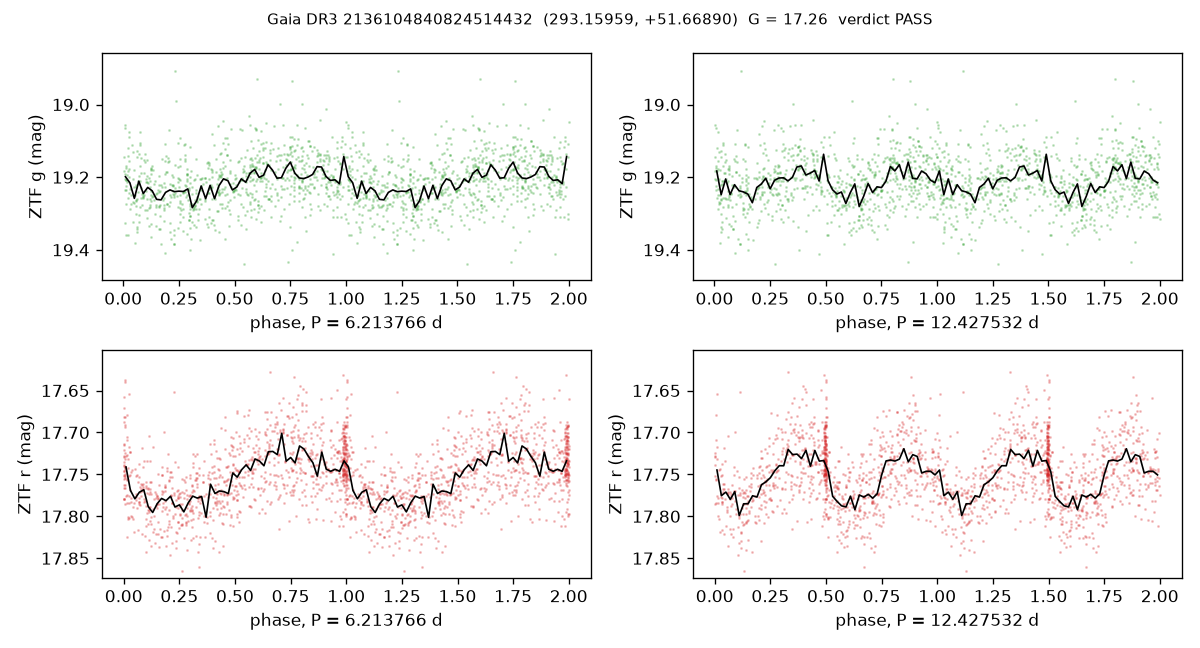 Gaia DR3 2136104840824514432  (293.15959, +51.66890)  G = 17.26  verdict PASS
ZTF g (mag)
19.0
19.2
19.4
0.00 0.25 0.50 0.75 1.00 1.25 1.50 1.75 2.00
phase, P = 6.213766 d
ZTF g (mag)
19.0
19.2
19.4
0.00 0.25 0.50 0.75 1.00 1.25 1.50 1.75 2.00
phase, P = 12.427532 d
ZTF r (mag)
17.65
17.70
17.75
17.80
17.85
0.00 0.25 0.50 0.75 1.00 1.25 1.50 1.75 2.00
phase, P = 6.213766 d
ZTF r (mag)
17.65
17.70
17.75
17.80
17.85
0.00 0.25 0.50 0.75 1.00 1.25 1.50 1.75 2.00
phase, P = 12.427532 d